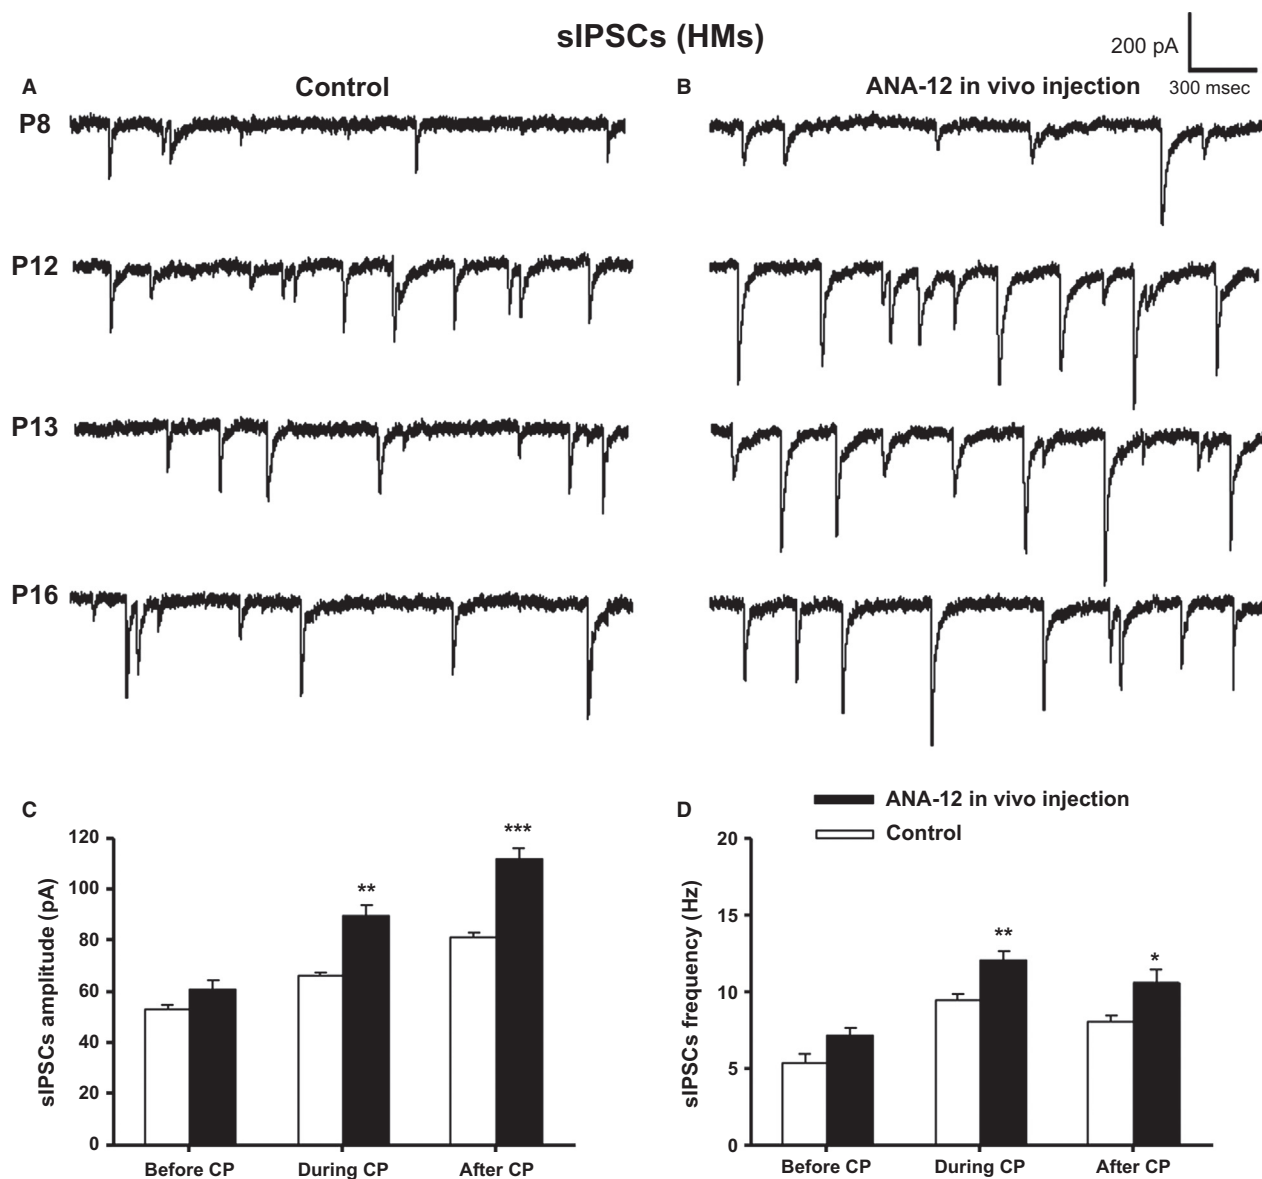 sIPSCs (HMs)
200 pA
300 msec
A
Control
B
ANA-12 in vivo injection
P8
P12
P13
P16
C
sIPSCs amplitude (pA)
120
100
80
60
40
20
0
**
***
Before CP
During CP
After CP
D
ANA-12 in vivo injection
Control
sIPSCs frequency (Hz)
20
15
10
5
0
**
*
Before CP
During CP
After CP